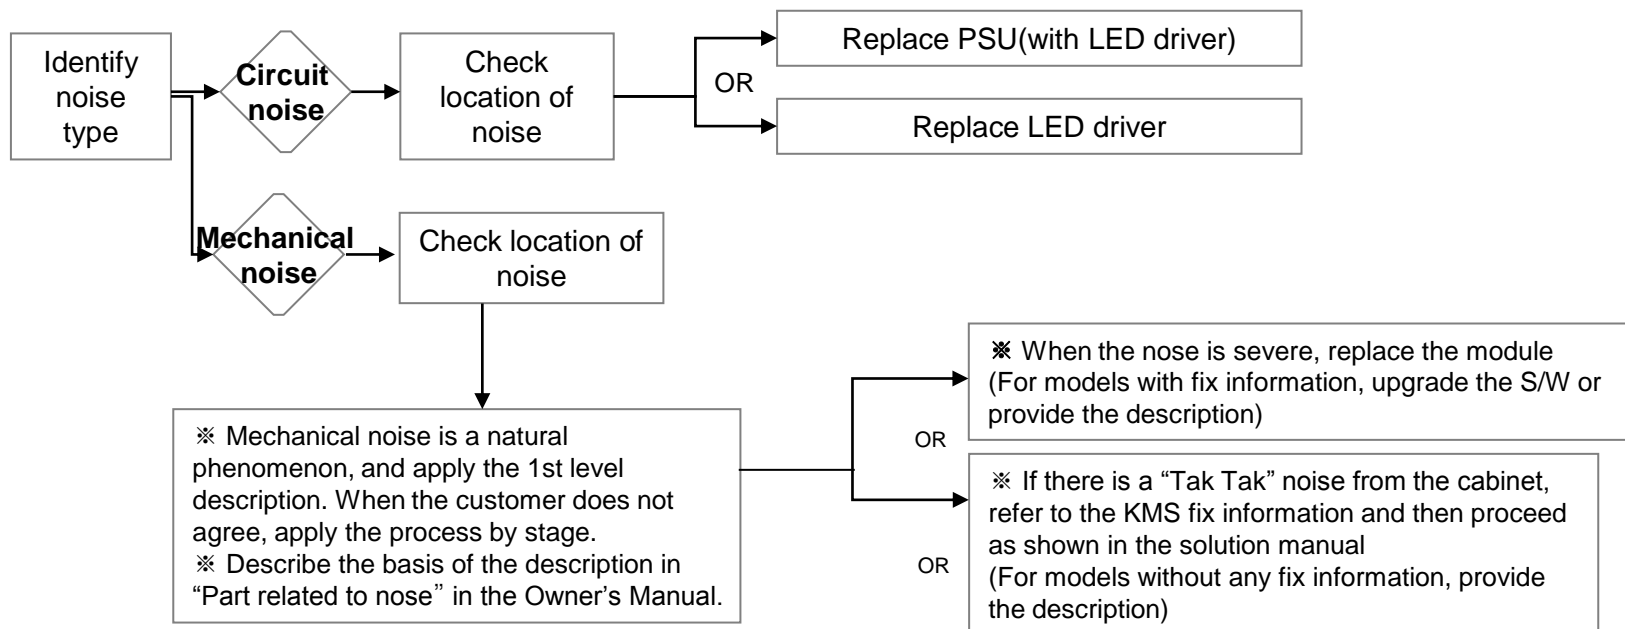 Identify
noise
type
Circuit
noise
Check
location of
noise
Replace PSU(with LED driver)
OR
Replace LED driver
Mechanical
noise
Check location of
noise
※ Mechanical noise is a natural
phenomenon, and apply the 1st level
description. When the customer does not
agree, apply the process by stage.
※ Describe the basis of the description in
“Part related to nose” in the Owner’s Manual.
※ When the nose is severe, replace the module
(For models with fix information, upgrade the S/W or
provide the description)
OR
※ If there is a “Tak Tak” noise from the cabinet,
refer to the KMS fix information and then proceed
as shown in the solution manual
(For models without any fix information, provide
the description)
OR